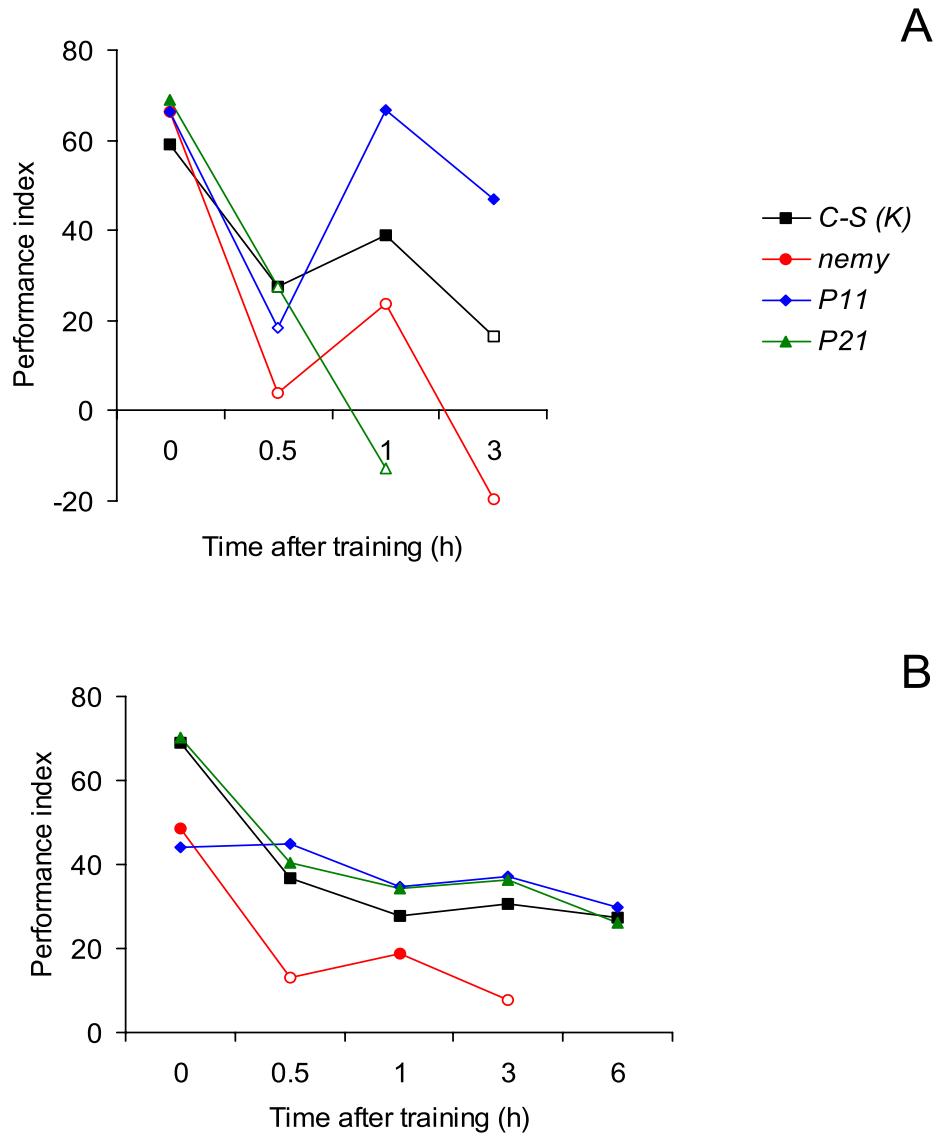 A
80
60
40
20
0
-20
Performance index
0 0.5 1 3
Time after training (h)
C-S (K)
nemy
P11
P21
B
80
60
40
20
0
Performance index
0 0.5 1 3 6
Time after training (h)